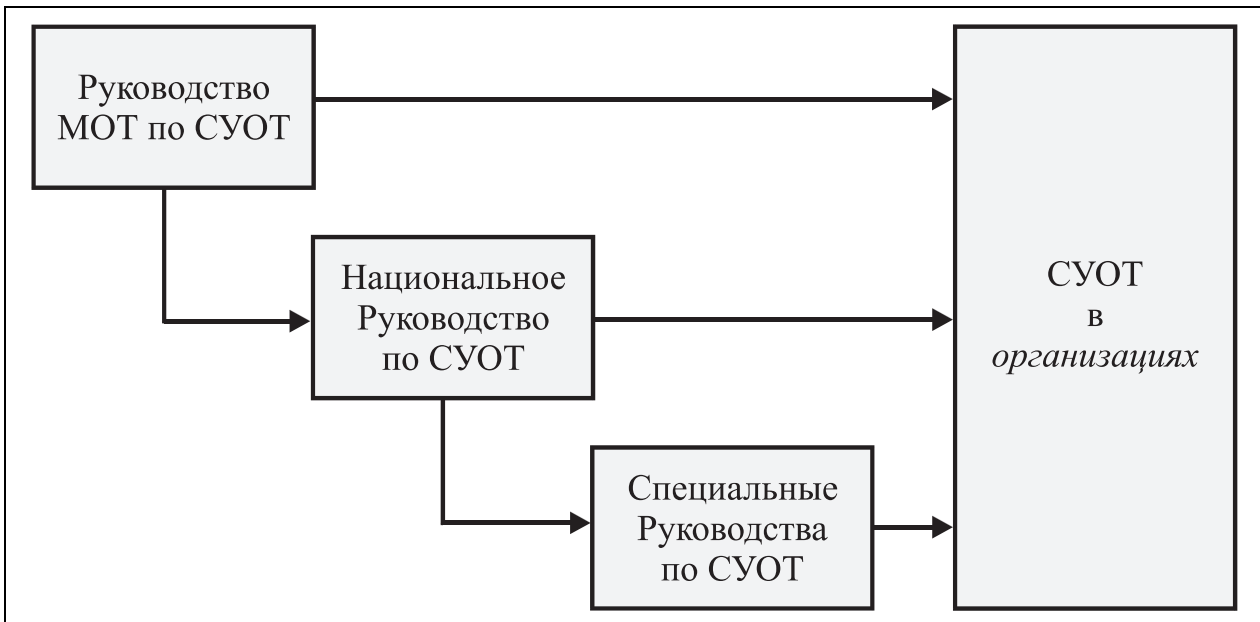 Руководство
МОТ по СУОТ
Национальное
Руководство
по СУОТ
Специальные
Руководства
по СУОТ
СУОТ
в
организациях